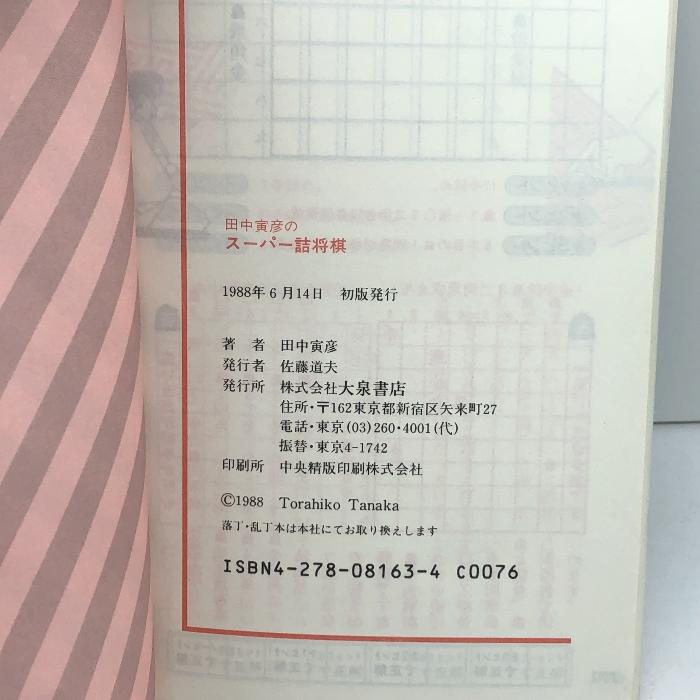 田中寅彦の
スーパー詰将棋
1988年6月14日 初版発行
著 者 田中寅彦
発行者 佐藤道夫
発行所 株式会社大泉書店
住所・〒162東京都新宿区矢来町27
電話・東京(03)260・4001(代)
振替・東京4-1742
印刷所 中央精版印刷株式会社
©1988 Torahiko Tanaka
落丁・乱丁本は本社にてお取り換えします
ISBN4-278-08163-4 C0076